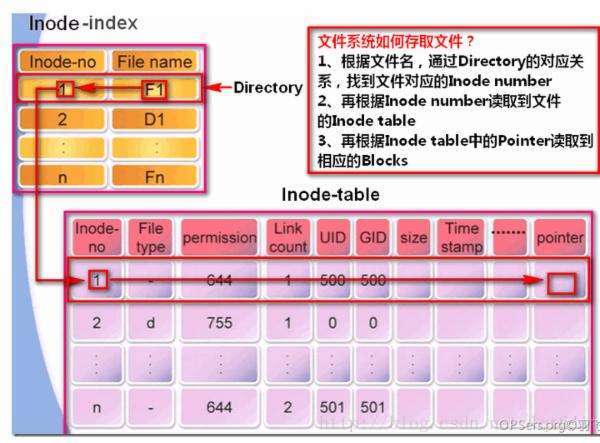 Inode-index
Inode-no File name
1 F1
Directory
2 D1
: :
n Fn
文件系统如何存取文件？
1、根据文件名，通过Directory的对应关
系，找到文件对应的Inode number
2、再根据Inode number读取到文件
的Inode table
3、再根据Inode table中的Pointer读取到
相应的Blocks
Inode-table
Inode-no File type permission Link count UID GID size Time stamp ....... pointer
1 - 644 1 500 500
2 d 755 1 0 0
: : : : : : : : : :
n - 644 2 501 501